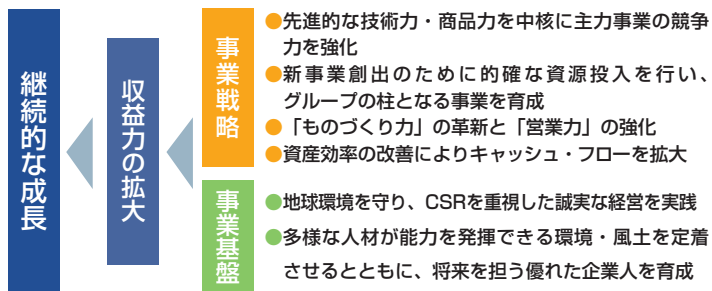 継続的な成長
収益力の拡大
事業戦略
●先進的な技術力・商品力を中核に主力事業の競争
力を強化
●新事業創出のために的確な資源投入を行い、
グループの柱となる事業を育成
●「ものづくり力」の革新と「営業力」の強化
●資産効率の改善によりキャッシュ・フローを拡大
事業基盤
●地球環境を守り、CSRを重視した誠実な経営を実践
●多様な人材が能力を発揮できる環境・風土を定着
させるとともに、将来を担う優れた企業人を育成